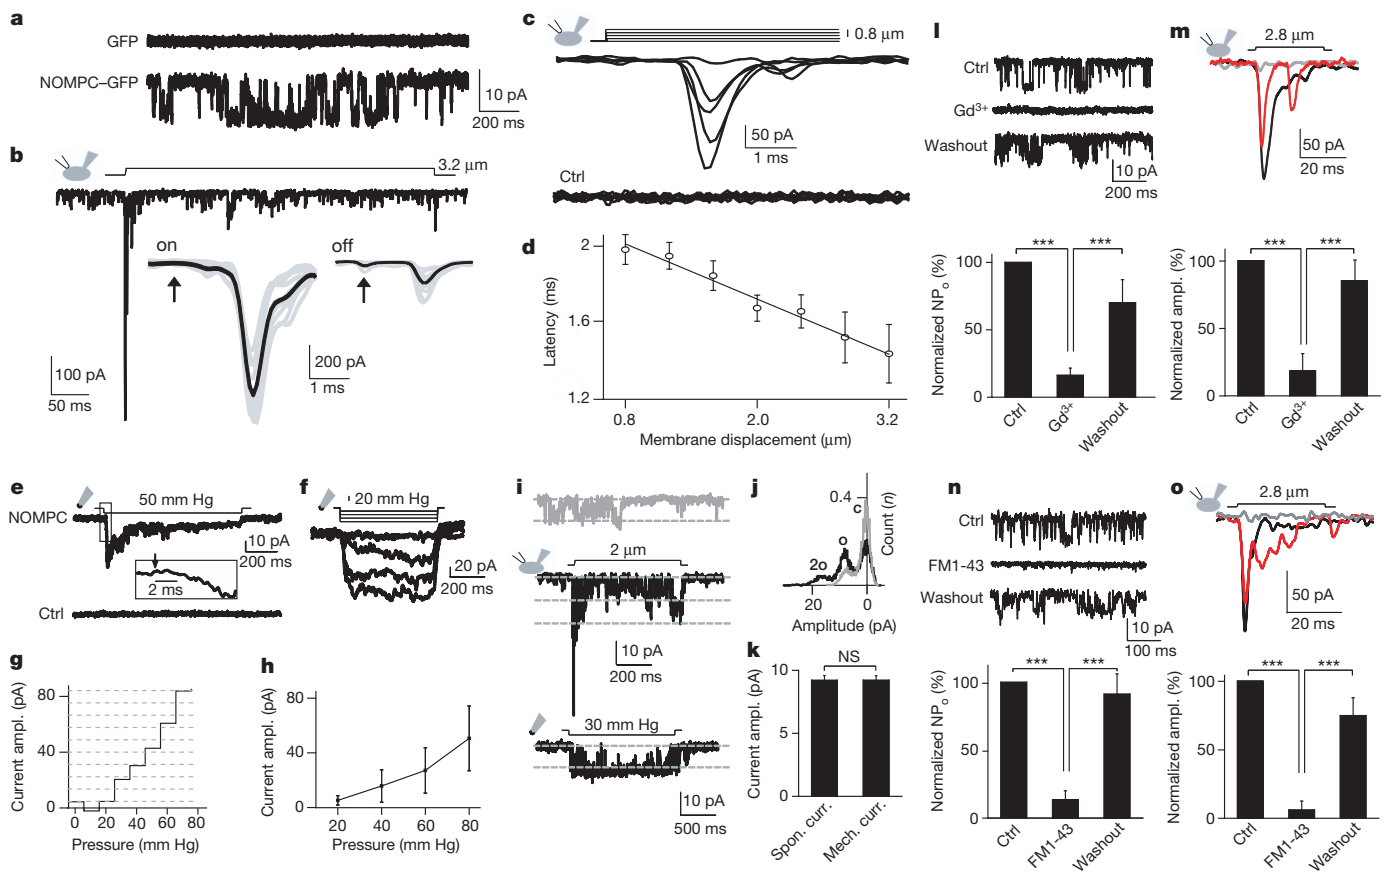 a
GFP
NOMPC–GFP
10 pA
200 ms
b
3.2 μm
on
off
100 pA
50 ms
200 pA
1 ms
c
0.8 μm
50 pA
1 ms
Ctrl
d
Latency (ms)
2
1.6
1.2
0.8
2.0
3.2
Membrane displacement (μm)
e
50 mm Hg
NOMPC
10 pA
200 ms
2 ms
Ctrl
f
20 mm Hg
20 pA
200 ms
g
Current ampl. (pA)
80
40
0
0 20 40 60 80
Pressure (mm Hg)
h
Current ampl. (pA)
80
40
0
20 40 60 80
Pressure (mm Hg)
i
2 μm
10 pA
200 ms
30 mm Hg
10 pA
500 ms
j
0.4
Count (n)
c
o
2o
20 0
Amplitude (pA)
k
NS
Current ampl. (pA)
10
5
0
Spon. curr.
Mech. curr.
l
Ctrl
Gd3+
Washout
10 pA
200 ms
*** ***
Normalized NPo (%)
100
50
0
Ctrl
Gd3+
Washout
m
2.8 μm
50 pA
20 ms
*** ***
Normalized ampl. (%)
100
50
0
Ctrl
Gd3+
Washout
n
Ctrl
FM1-43
Washout
10 pA
100 ms
*** ***
Normalized NPo (%)
100
50
0
Ctrl
FM1-43
Washout
o
2.8 μm
50 pA
20 ms
*** ***
Normalized ampl. (%)
100
50
0
Ctrl
FM1-43
Washout